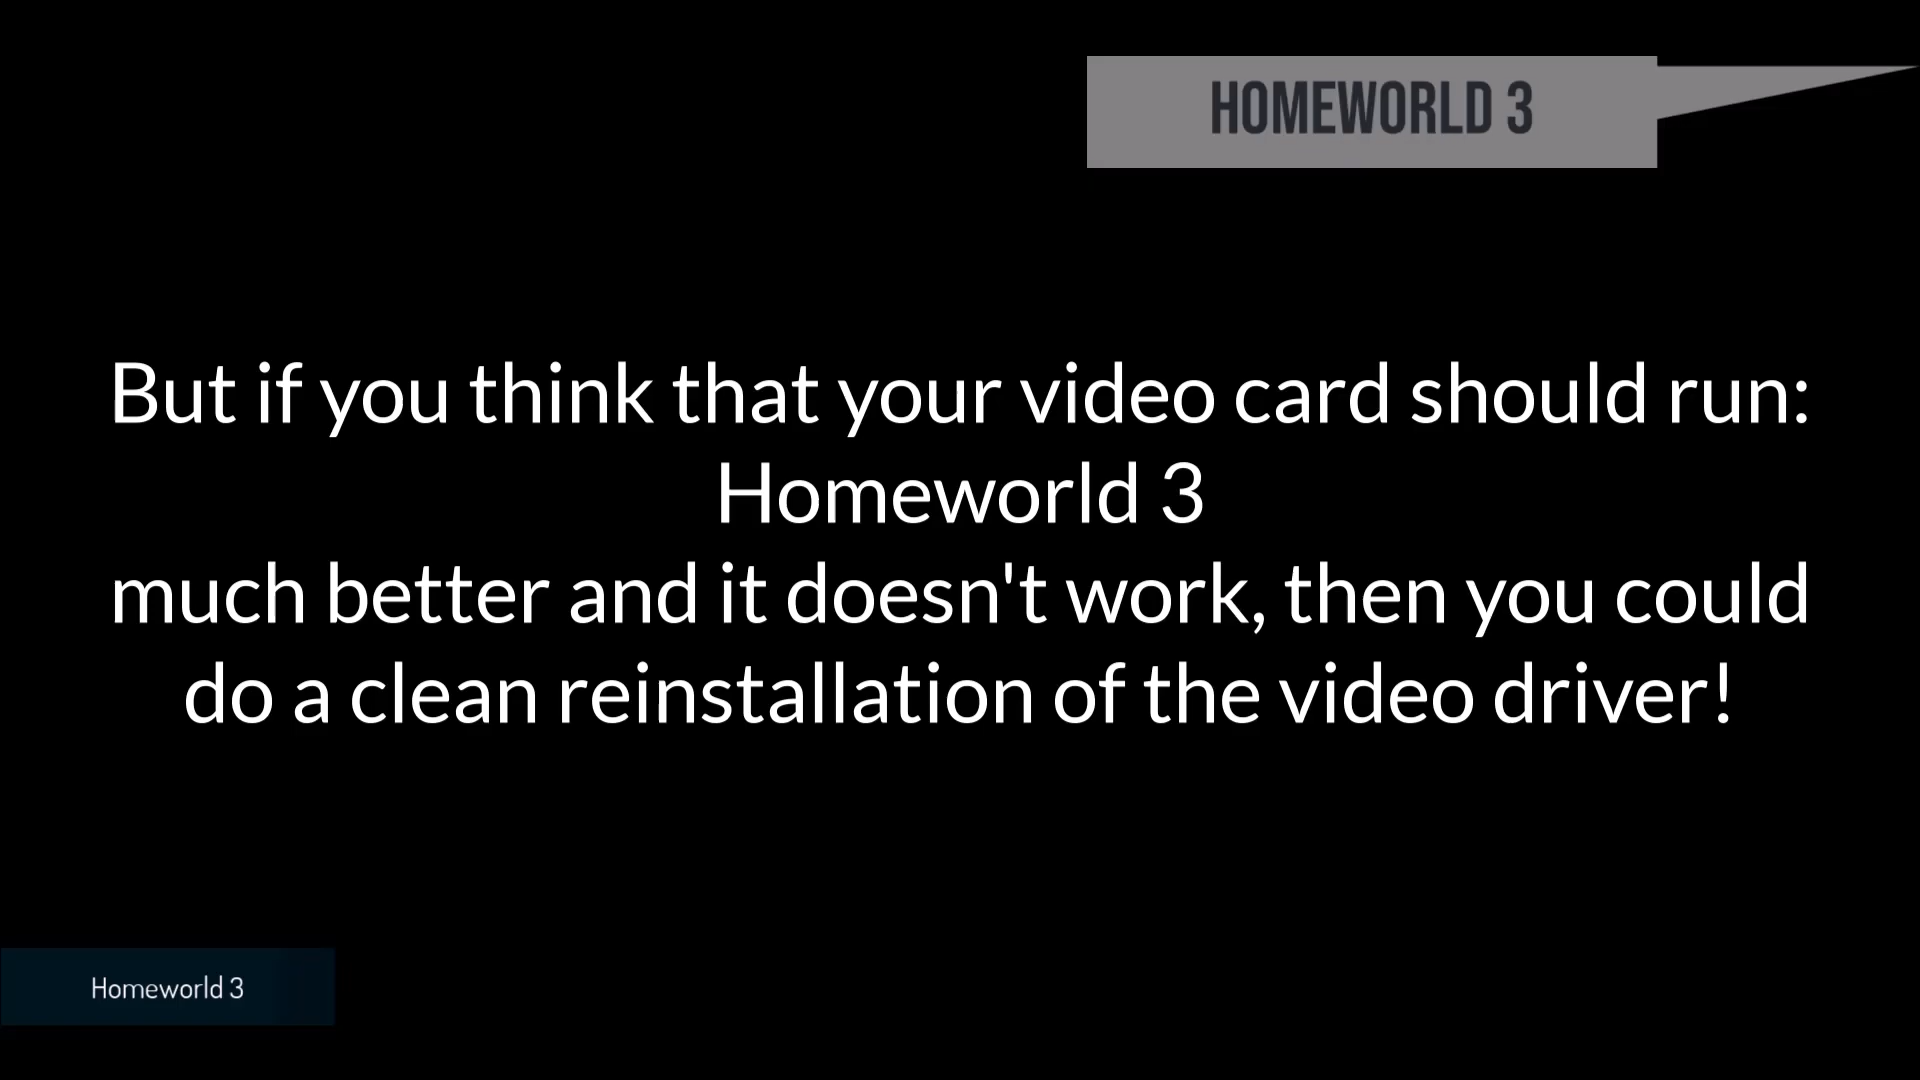 HOMEWORLD 3
But if you think that your video card should run:
Homeworld 3
much better and it doesn't work, then you could
do a clean reinstallation of the video driver!
Homeworld 3